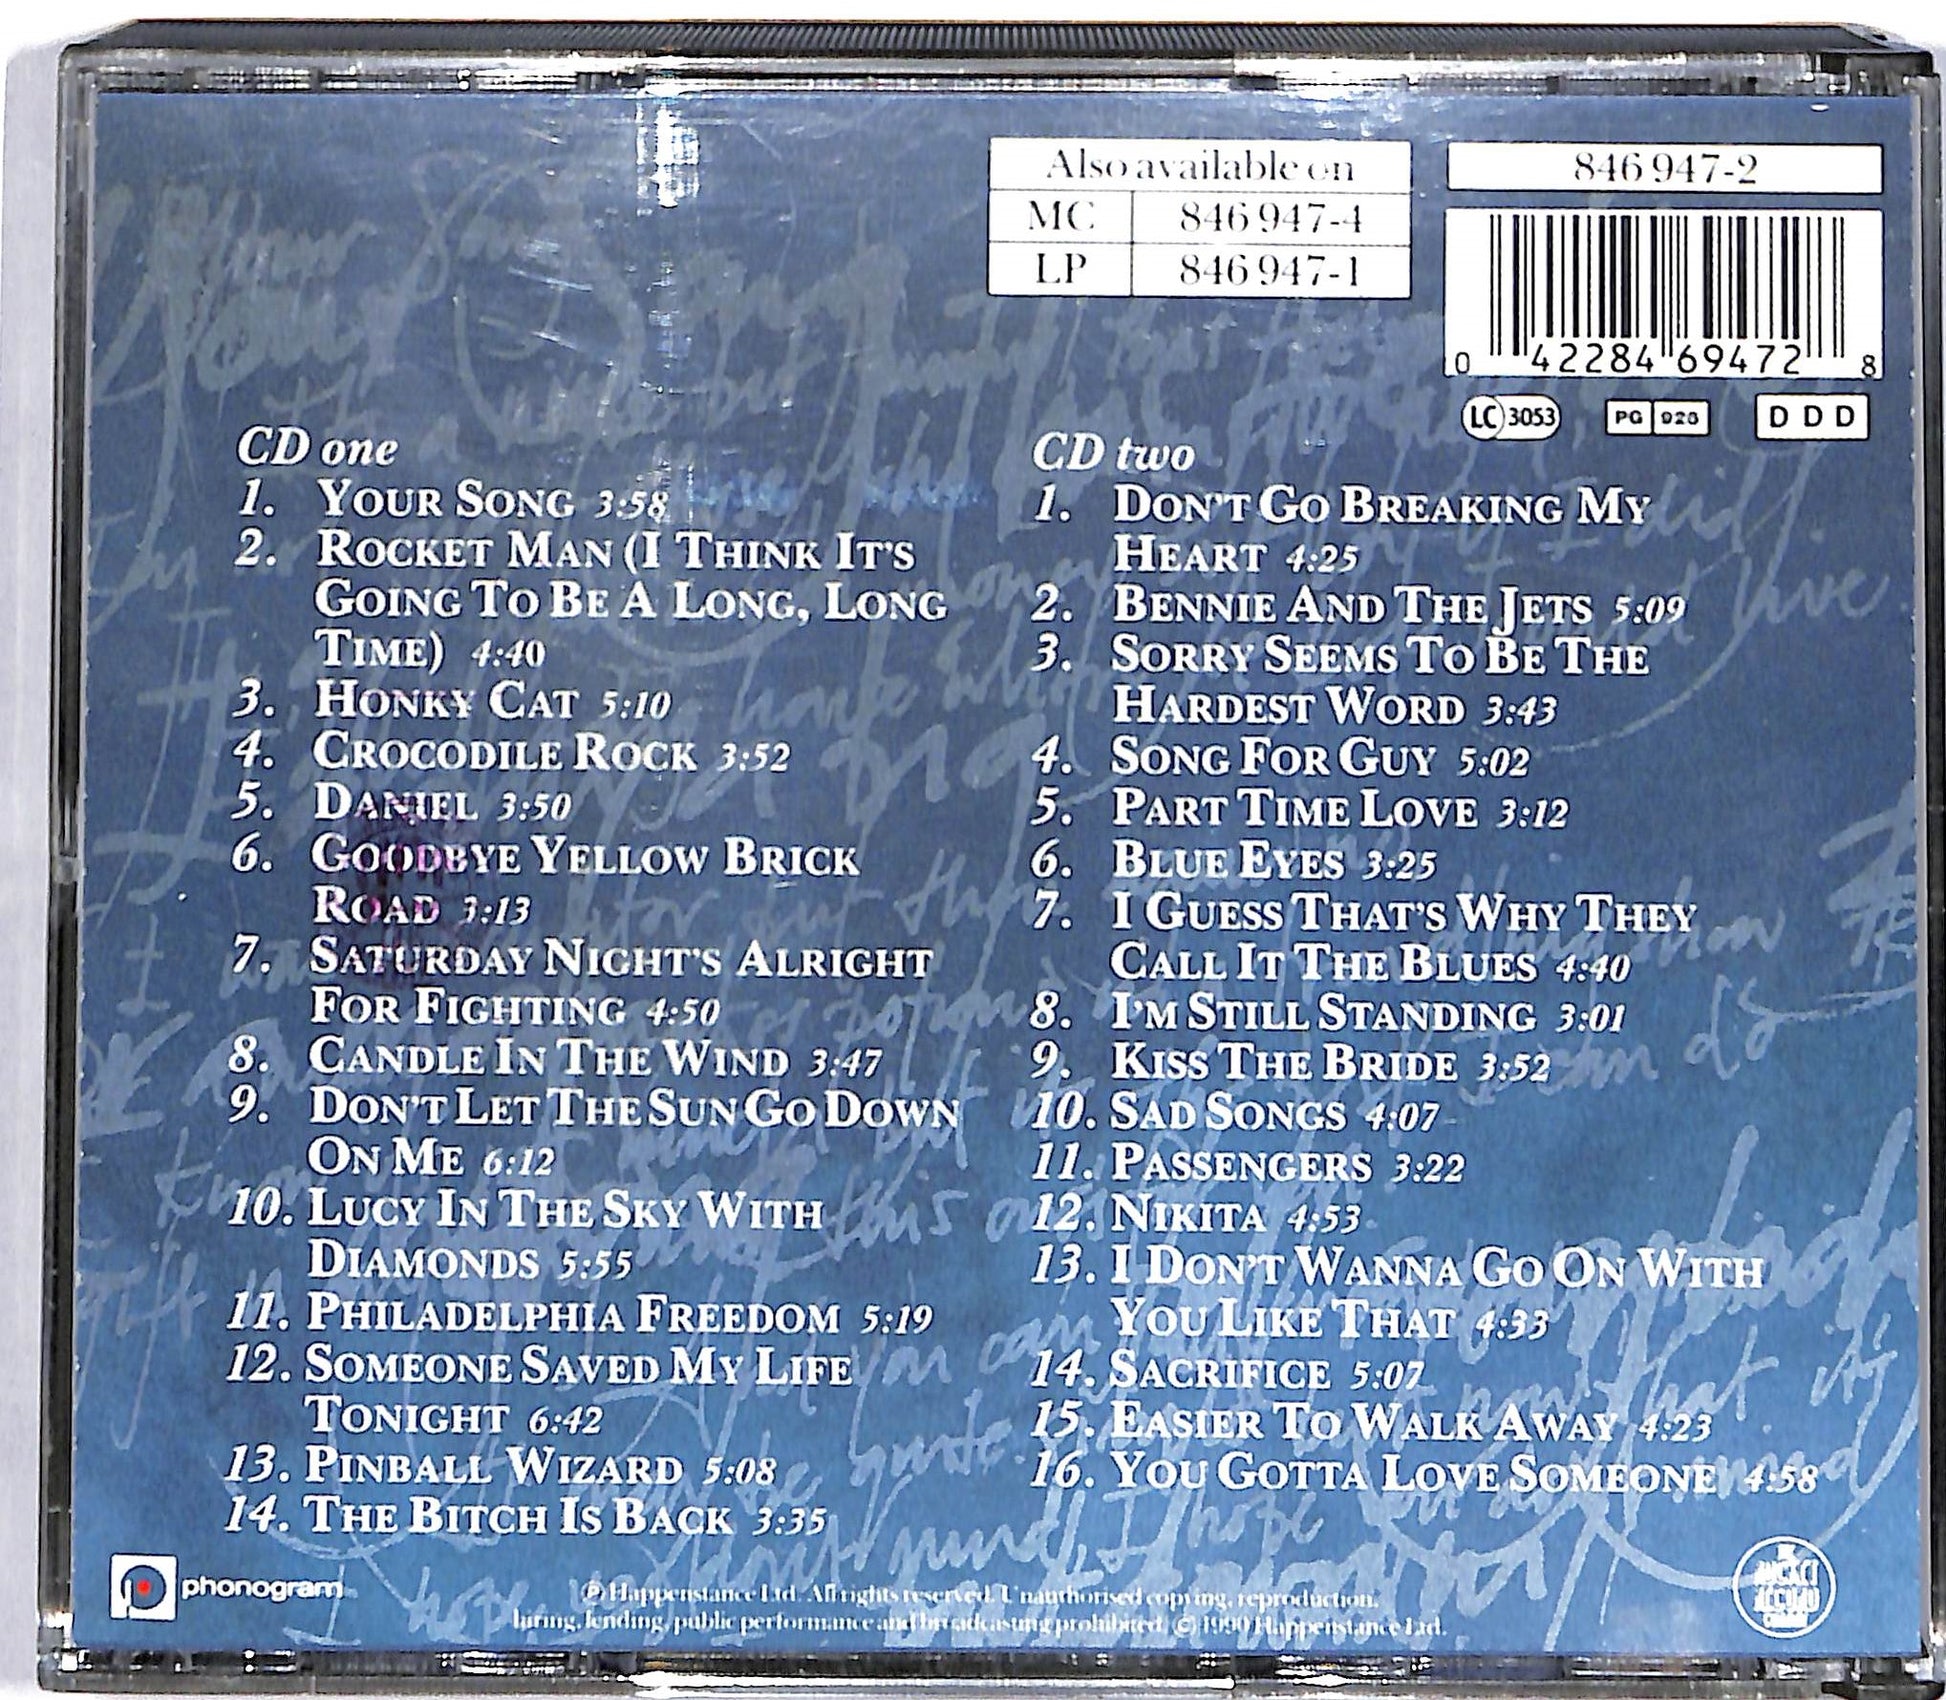 Also available on
MC 846 947-4
LP 846 947-1
846 947-2
0 42284 69472 8
LC 3053
PG 928
D D D
CD one
1. YOUR SONG 3:58
2. ROCKET MAN (I THINK IT'S
GOING TO BE A LONG, LONG
TIME) 4:40
3. HONKY CAT 5:10
4. CROCODILE ROCK 3:52
5. DANIEL 3:50
6. GOODBYE YELLOW BRICK
ROAD 3:13
7. SATURDAY NIGHT'S ALRIGHT
FOR FIGHTING 4:50
8. CANDLE IN THE WIND 3:47
9. DON'T LET THE SUN GO DOWN
ON ME 6:12
10. LUCY IN THE SKY WITH
DIAMONDS 5:55
11. PHILADELPHIA FREEDOM 5:19
12. SOMEONE SAVED MY LIFE
TONIGHT 6:42
13. PINBALL WIZARD 5:08
14. THE BITCH IS BACK 3:35
CD two
1. DON'T GO BREAKING MY
HEART 4:25
2. BENNIE AND THE JETS 5:09
3. SORRY SEEMS TO BE THE
HARDEST WORD 3:43
4. SONG FOR GUY 5:02
5. PART TIME LOVE 3:12
6. BLUE EYES 3:25
7. I GUESS THAT'S WHY THEY
CALL IT THE BLUES 4:40
8. I'M STILL STANDING 3:01
9. KISS THE BRIDE 3:52
10. SAD SONGS 4:07
11. PASSENGERS 3:22
12. NIKITA 4:53
13. I DON'T WANNA GO ON WITH
YOU LIKE THAT 4:33
14. SACRIFICE 5:07
15. EASIER TO WALK AWAY 4:23
16. YOU GOTTA LOVE SOMEONE 4:58
phonogram
℗ Happenstance Ltd. All rights reserved. Unauthorised copying, reproduction,
hiring, lending, public performance and broadcasting prohibited. © 1990 Happenstance Ltd.